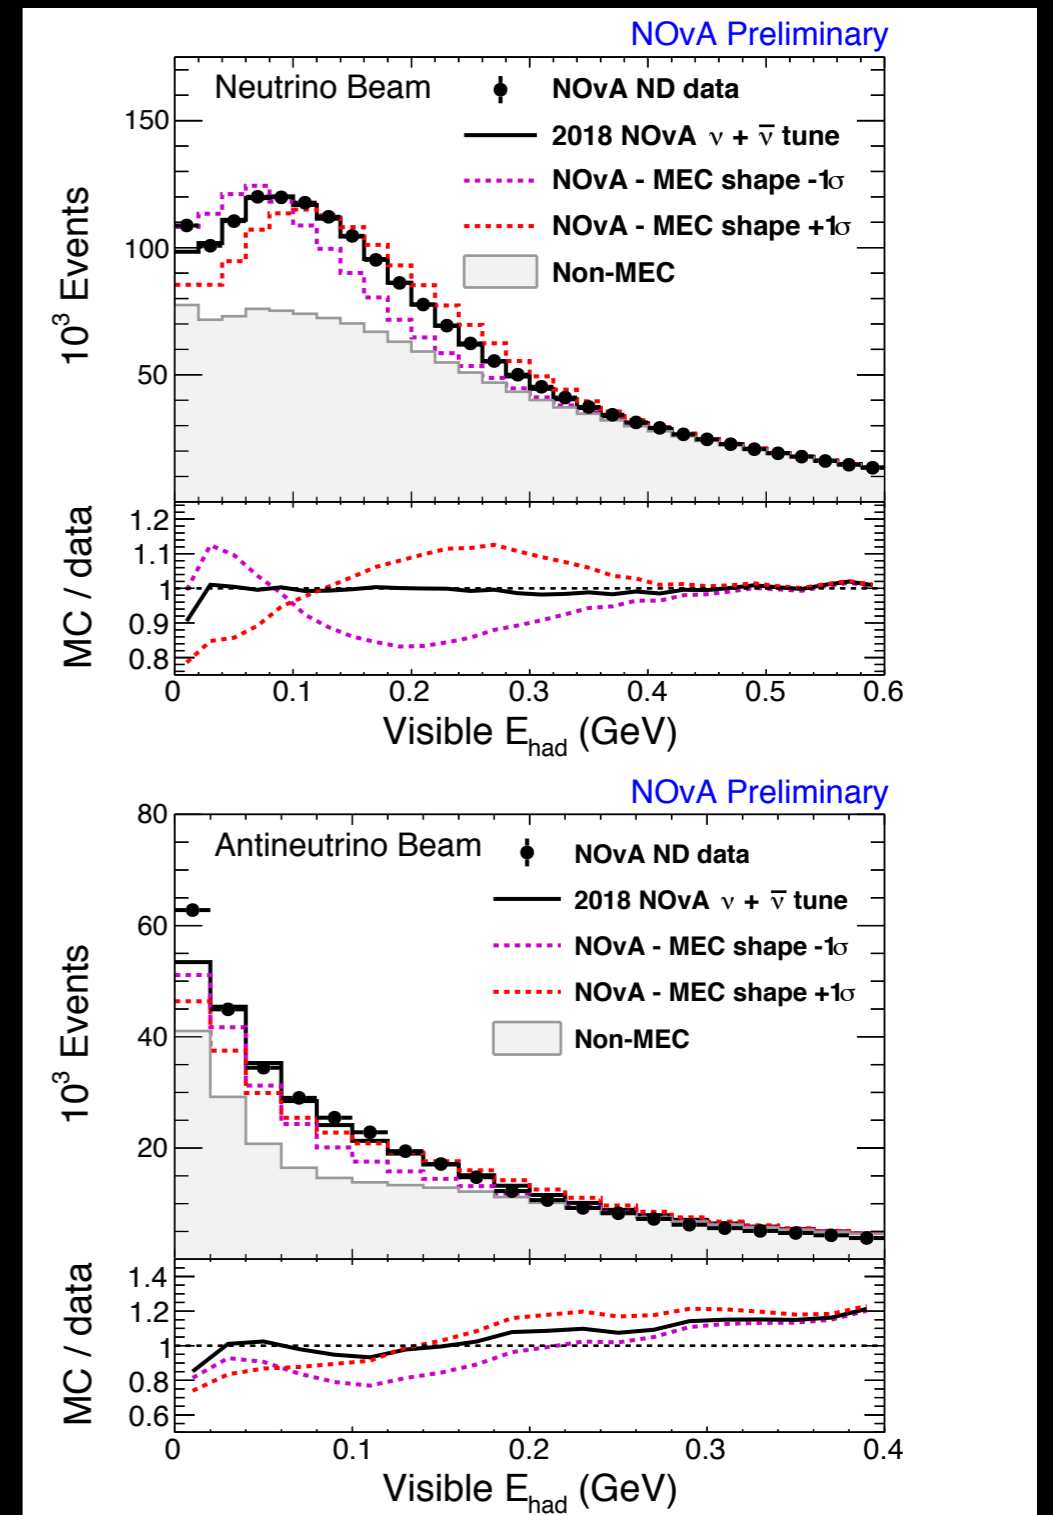 NOvA Preliminary
Neutrino Beam
NOvA ND data
2018 NOvA ν + ν̅ tune
NOvA - MEC shape -1σ
NOvA - MEC shape +1σ
Non-MEC
10³ Events
150
100
50
MC / data
1.2
1.1
1
0.9
0.8
0 0.1 0.2 0.3 0.4 0.5 0.6
Visible E_had (GeV)
NOvA Preliminary
Antineutrino Beam
NOvA ND data
2018 NOvA ν + ν̅ tune
NOvA - MEC shape -1σ
NOvA - MEC shape +1σ
Non-MEC
10³ Events
80
60
40
20
MC / data
1.4
1.2
1
0.8
0.6
0 0.1 0.2 0.3 0.4
Visible E_had (GeV)